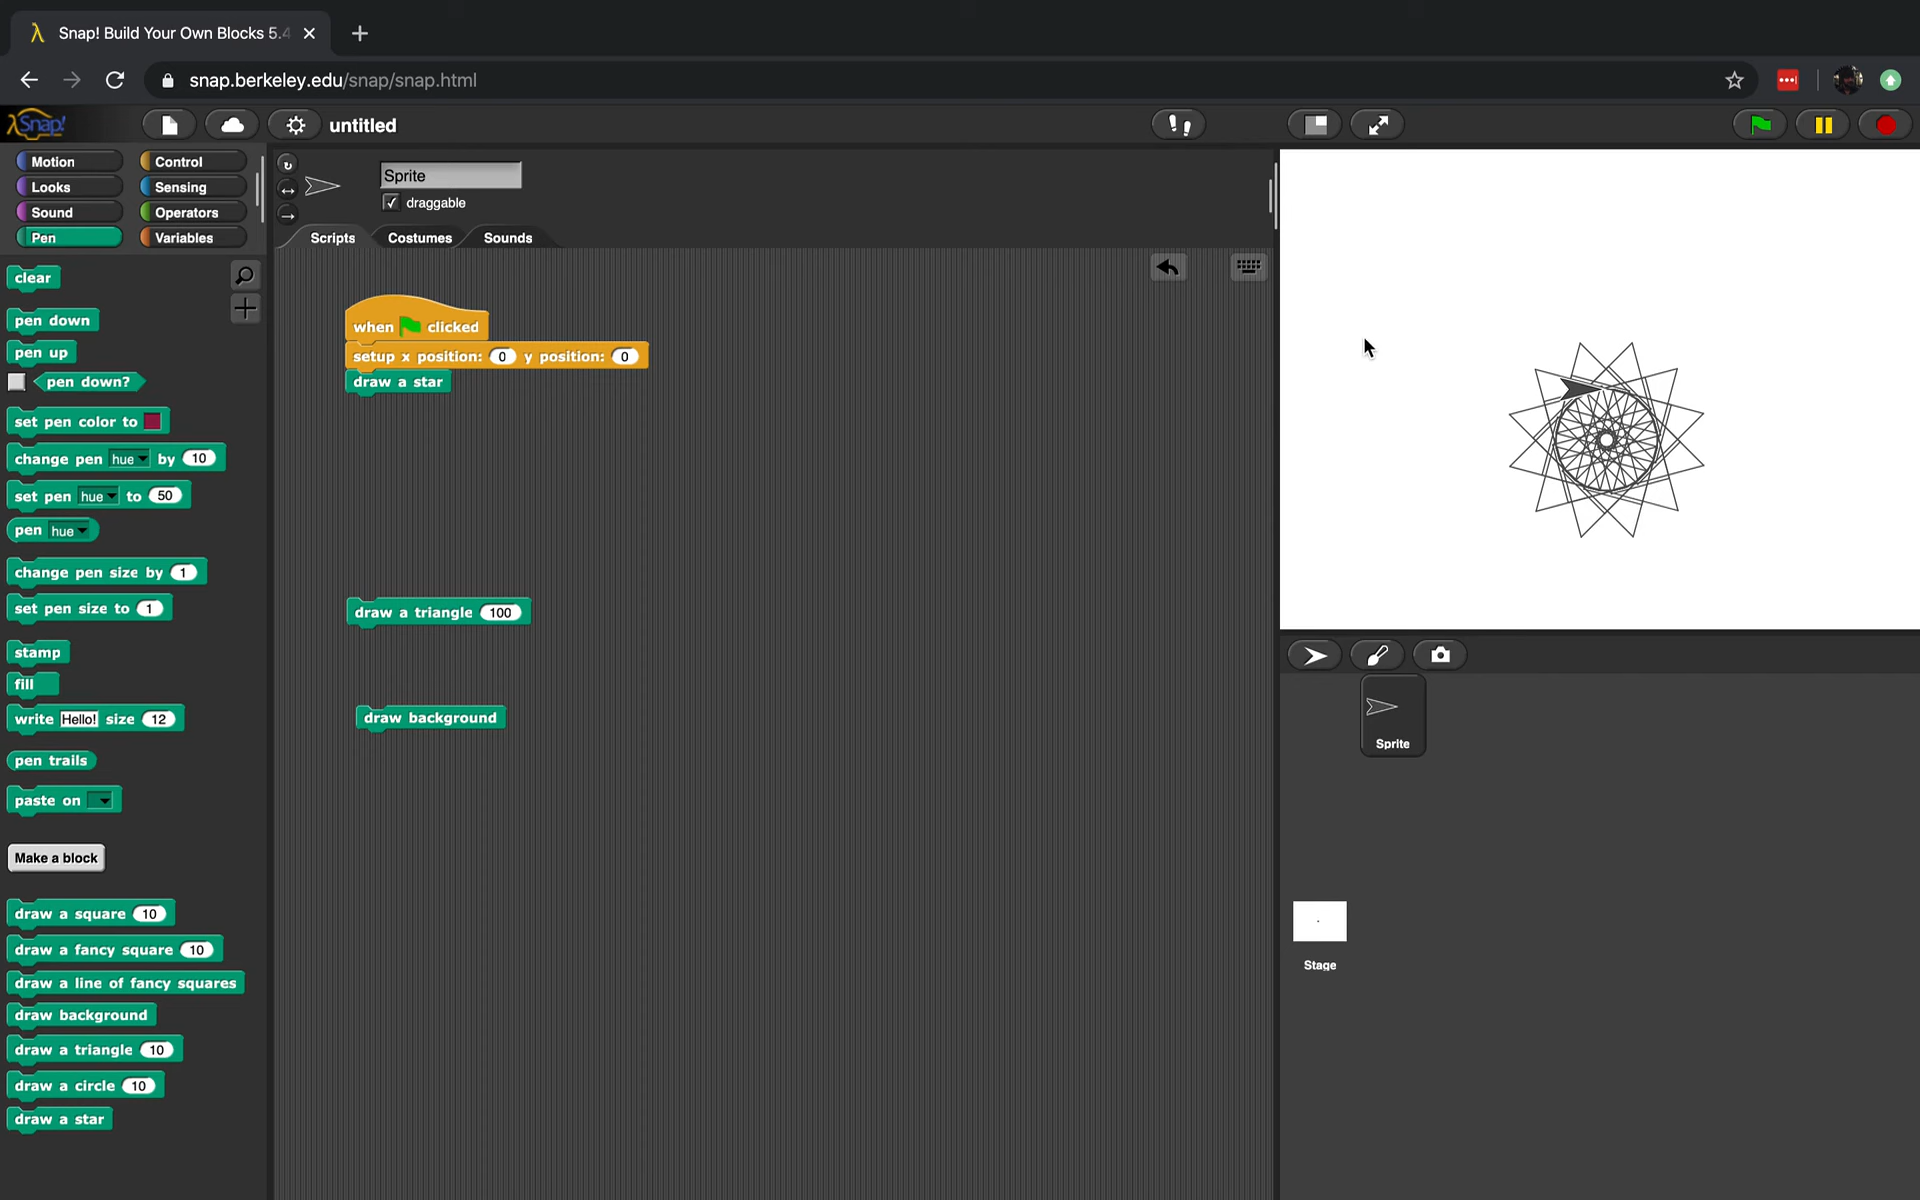 Snap! Build Your Own Blocks 5.4
snap.berkeley.edu/snap/snap.html
Snap!
untitled
Motion
Control
Looks
Sensing
Sound
Operators
Pen
Variables
Sprite
draggable
Scripts
Costumes
Sounds
clear
pen down
pen up
pen down?
set pen color to
change pen hue by 10
set pen hue to 50
pen hue
change pen size by 1
set pen size to 1
stamp
fill
write Hello! size 12
pen trails
paste on
Make a block
draw a square 10
draw a fancy square 10
draw a line of fancy squares
draw background
draw a triangle 10
draw a circle 10
draw a star
when clicked
setup x position: 0 y position: 0
draw a star
draw a triangle 100
draw background
Sprite
Stage